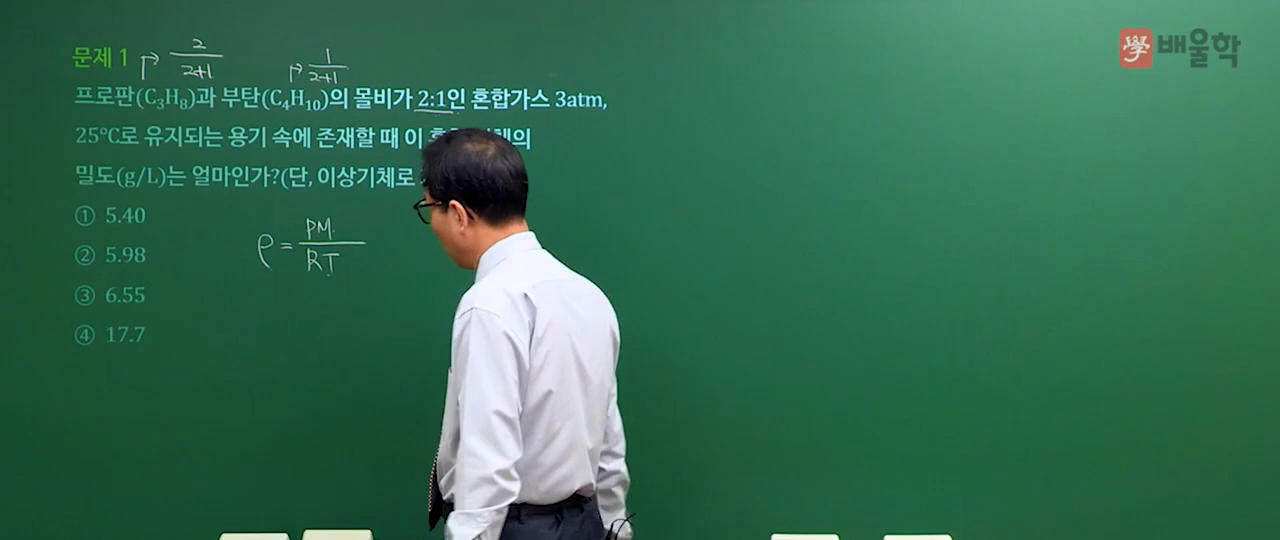 學 배울학
문제 1
2
2+1
1
2+1
프로판(C₃H₈)과 부탄(C₄H₁₀)의 몰비가 2:1인 혼합가스 3atm,
25℃로 유지되는 용기 속에 존재할 때 이
밀도(g/L)는 얼마인가?(단, 이상기체로
① 5.40
② 5.98
③ 6.55
④ 17.7
ρ = PM / RT